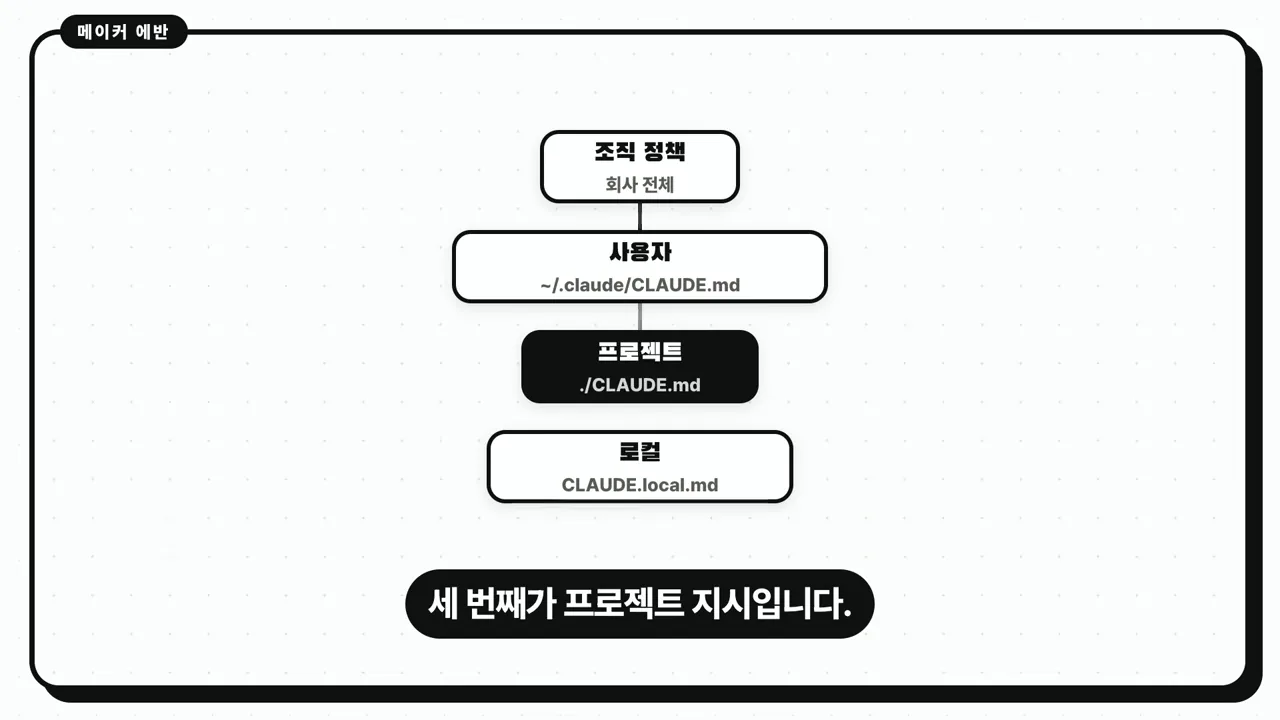 메이커 에반
조직 정책
회사 전체
사용자
~/.claude/CLAUDE.md
프로젝트
./CLAUDE.md
로컬
CLAUDE.local.md
세 번째가 프로젝트 지시입니다.